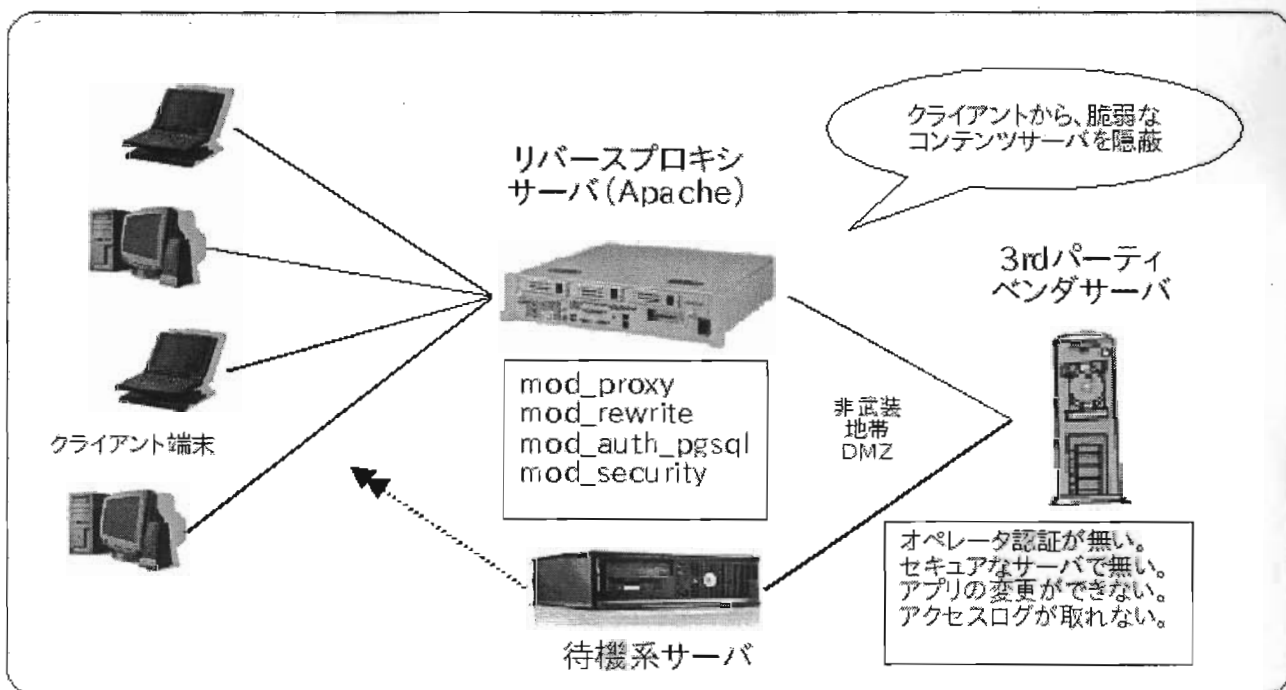 クライアントから、脆弱な
コンテンツサーバを隠蔽
リバースプロキシ
サーバ(Apache)
3rdパーティ
ベンダサーバ
mod_proxy
mod_rewrite
mod_auth_pgsql
mod_security
非武装
地帯
DMZ
クライアント端末
オペレータ認証が無い。
セキュアなサーバで無い。
アプリの変更ができない。
アクセスログが取れない。
待機系サーバ